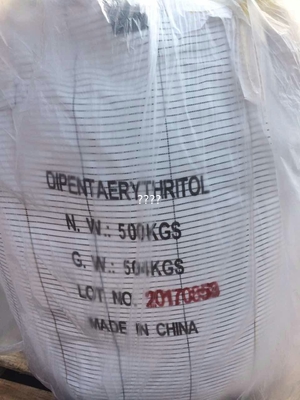 DIPENTAERYTHRITOL
????
N. W.: 500KGS
G. W.: 504KGS
LOT NO.
MADE IN CHINA